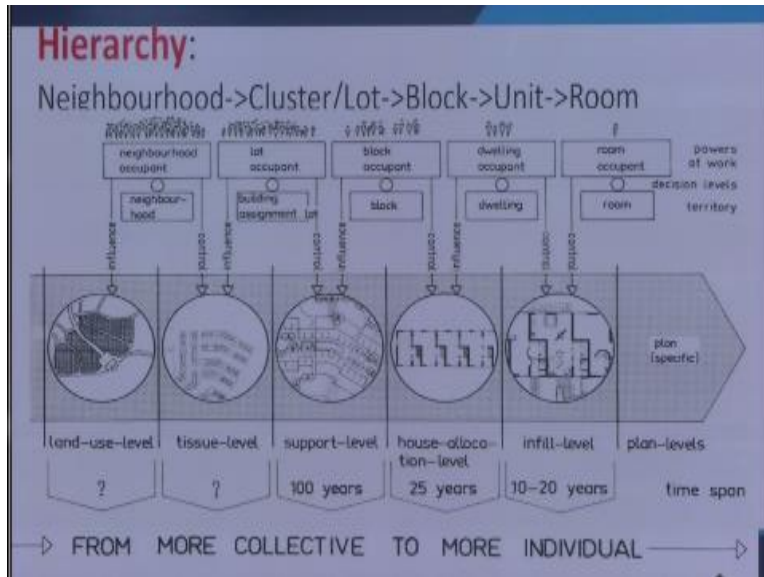 Hierarchy:
Neighbourhood->Cluster/Lot->Block->Unit->Room
neighbourhood occupant
lot occupant
block occupant
dwelling occupant
room occupant
powers at work
decision levels
neighbour-
hood
building
assignment lot
block
dwelling
room
territory
influence
control
influence
control
influence
control
influence
control
control
plan
(specific)
land-use-level
tissue-level
support-level
house-alloca-
tion-level
infill-level
plan-levels
?
?
100 years
25 years
10-20 years
time span
FROM MORE COLLECTIVE TO MORE INDIVIDUAL